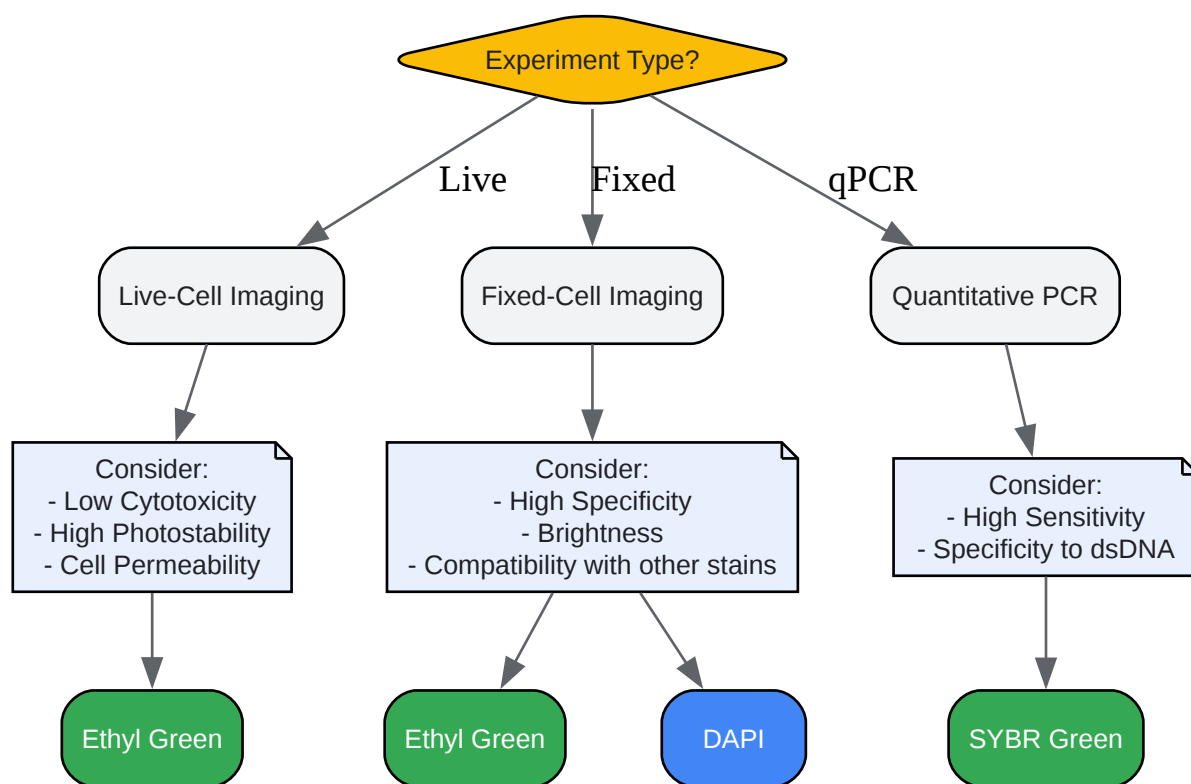 Experiment Type?
Live
Fixed
qPCR
Live-Cell Imaging
Fixed-Cell Imaging
Quantitative PCR
Consider:
- Low Cytotoxicity
- High Photostability
- Cell Permeability
Consider:
- High Specificity
- Brightness
- Compatibility with other stains
Consider:
- High Sensitivity
- Specificity to dsDNA
Ethyl Green
Ethyl Green
DAPI
SYBR Green